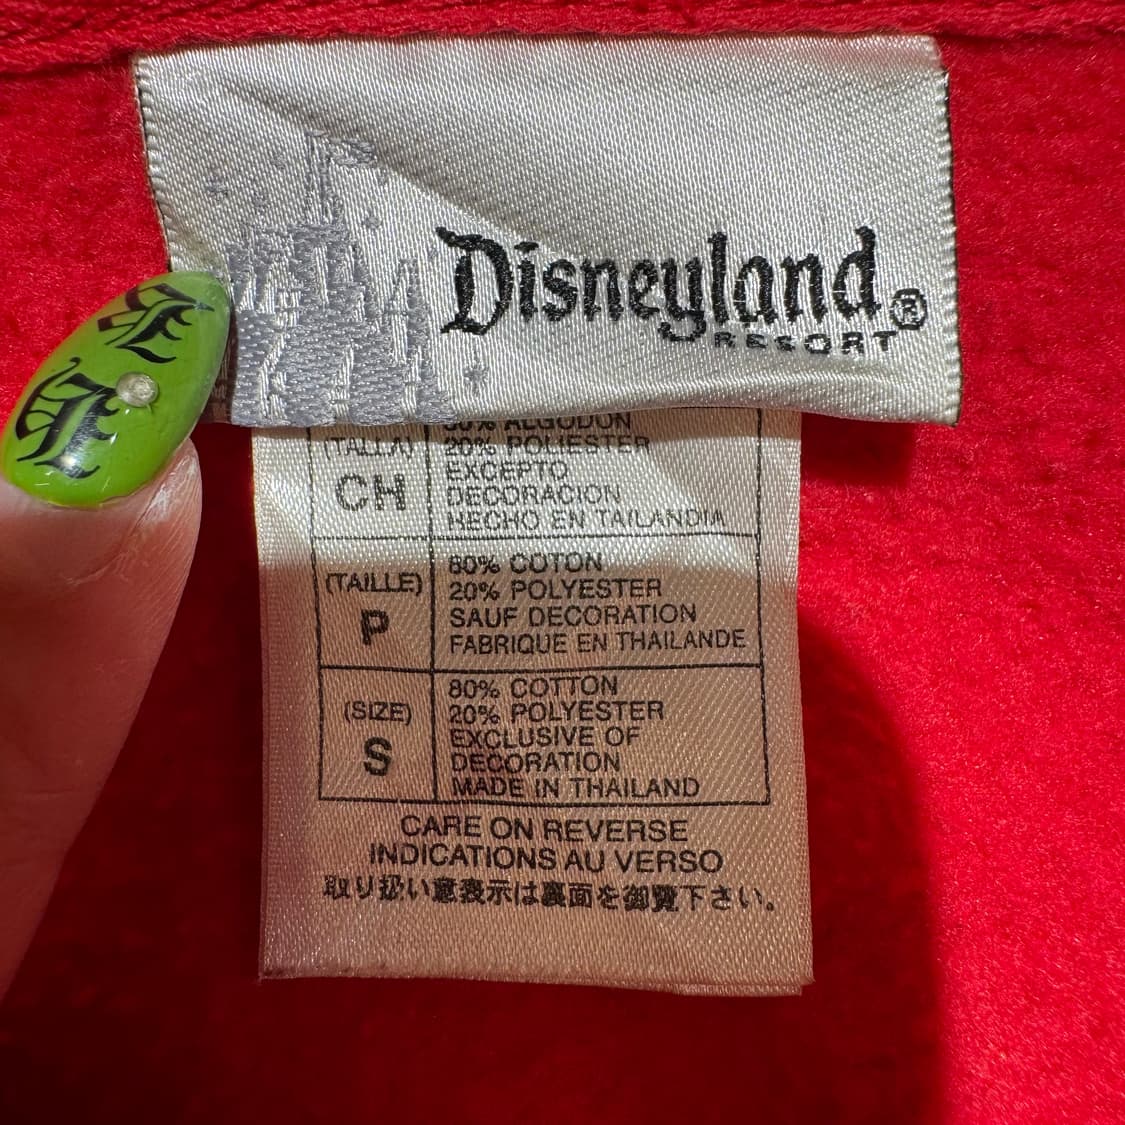 Disneyland®
RESORT
80% ALGODON
(TALLA)
CH
20% POLIESTER
EXCEPTO
DECORACION
HECHO EN TAILANDIA
(TAILLE)
P
80% COTON
20% POLYESTER
SAUF DECORATION
FABRIQUE EN THAILANDE
(SIZE)
S
80% COTTON
20% POLYESTER
EXCLUSIVE OF
DECORATION
MADE IN THAILAND
CARE ON REVERSE
INDICATIONS AU VERSO
取り扱い意表示は裏面を御覧下さい。